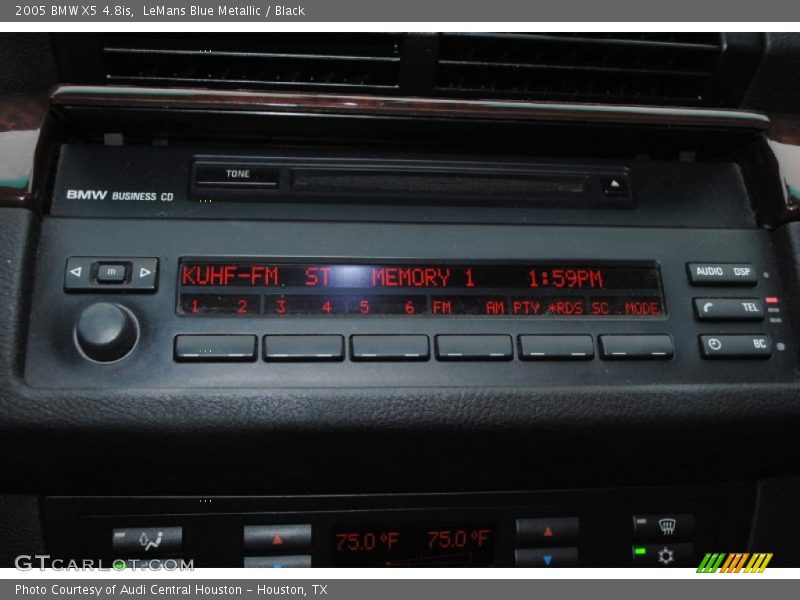 2005 BMW X5 4.8is, LeMans Blue Metallic / Black
TONE
BMW BUSINESS CD
m
KUHF-FM ST MEMORY 1 1:59PM
1 2 3 4 5 6 FM AM PTY *RDS SC MODE
AUDIO DSP
TEL
BC
75.0°F 75.0°F
GTCARLOT.COM
Photo Courtesy of Audi Central Houston - Houston, TX